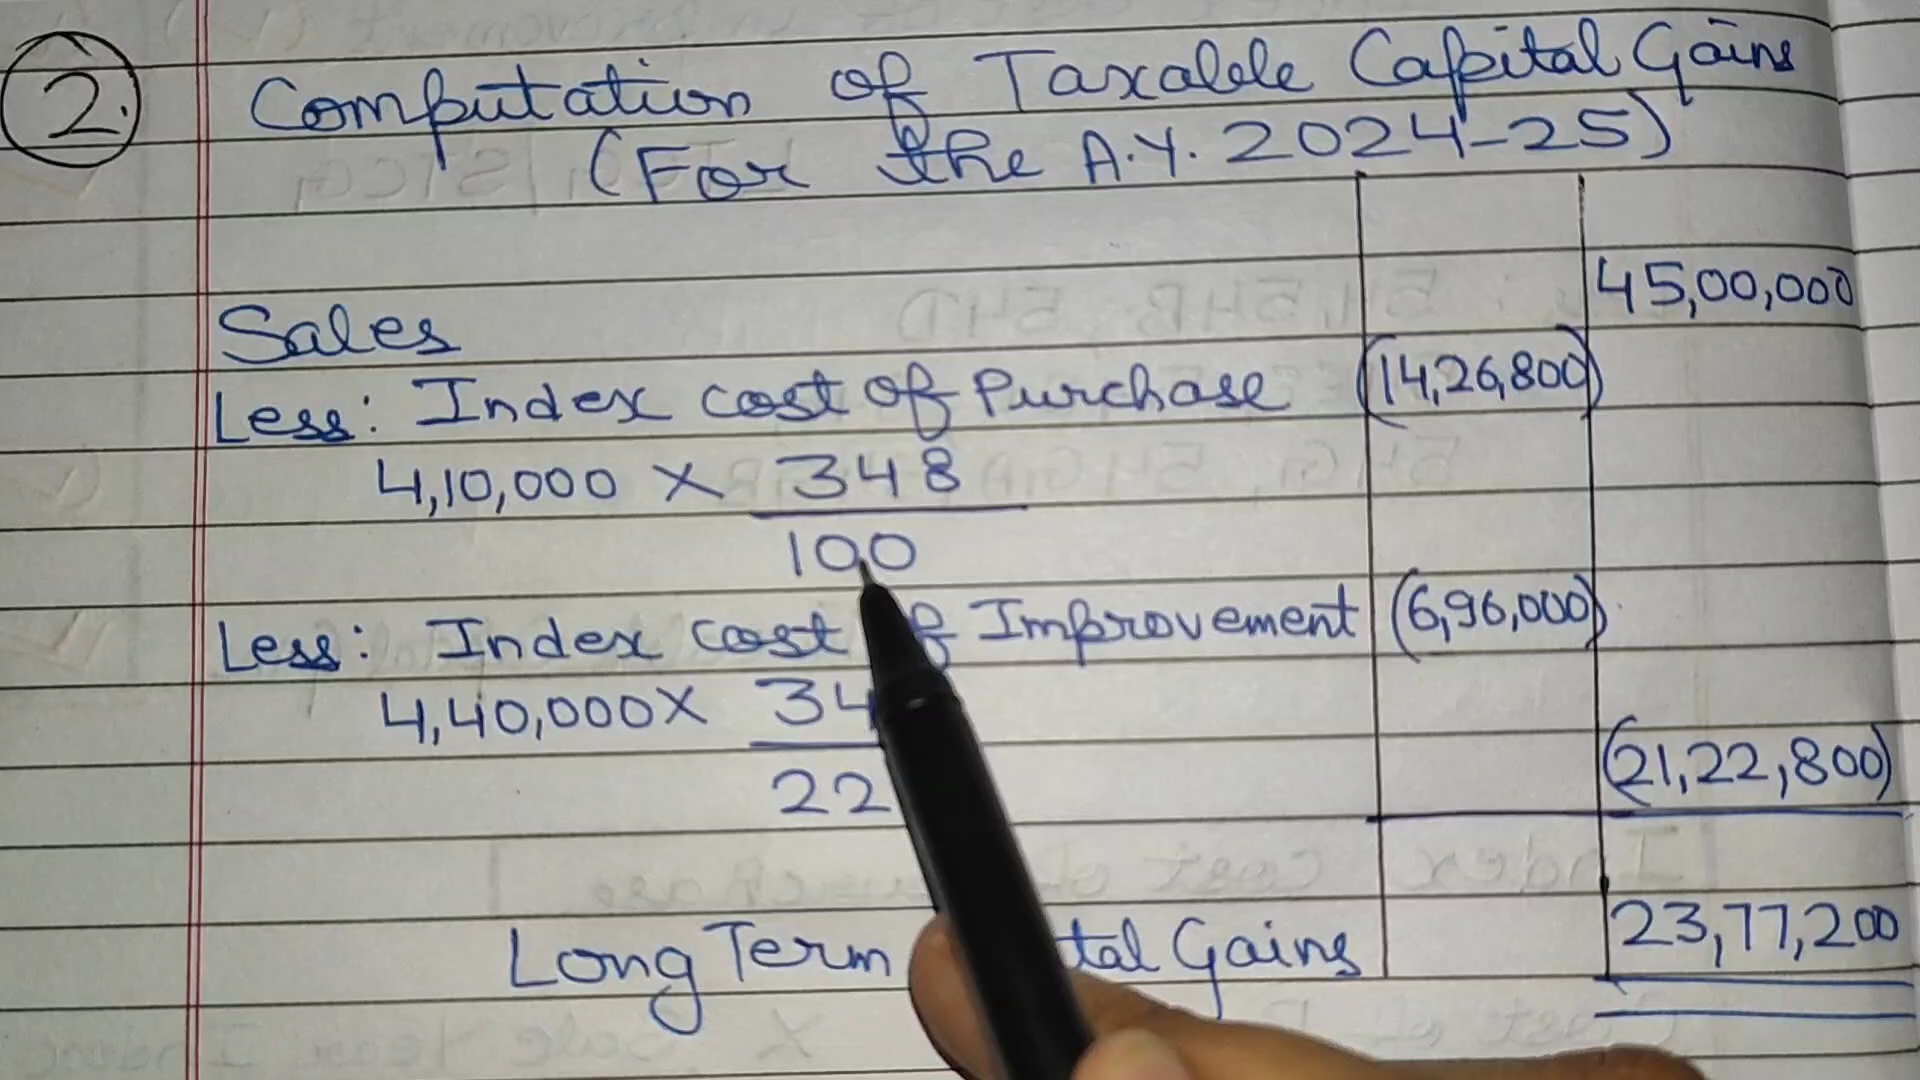 2.
Computation of Taxable Capital Gains
(For the A.Y. 2024-25)
Sales 45,00,000
Less: Index cost of Purchase (14,26,800)
4,10,000 X 348
100
Less: Index cost of Improvement (6,96,000)
4,40,000 X 34
22
(21,22,800)
Long Term tal Gains 23,77,200